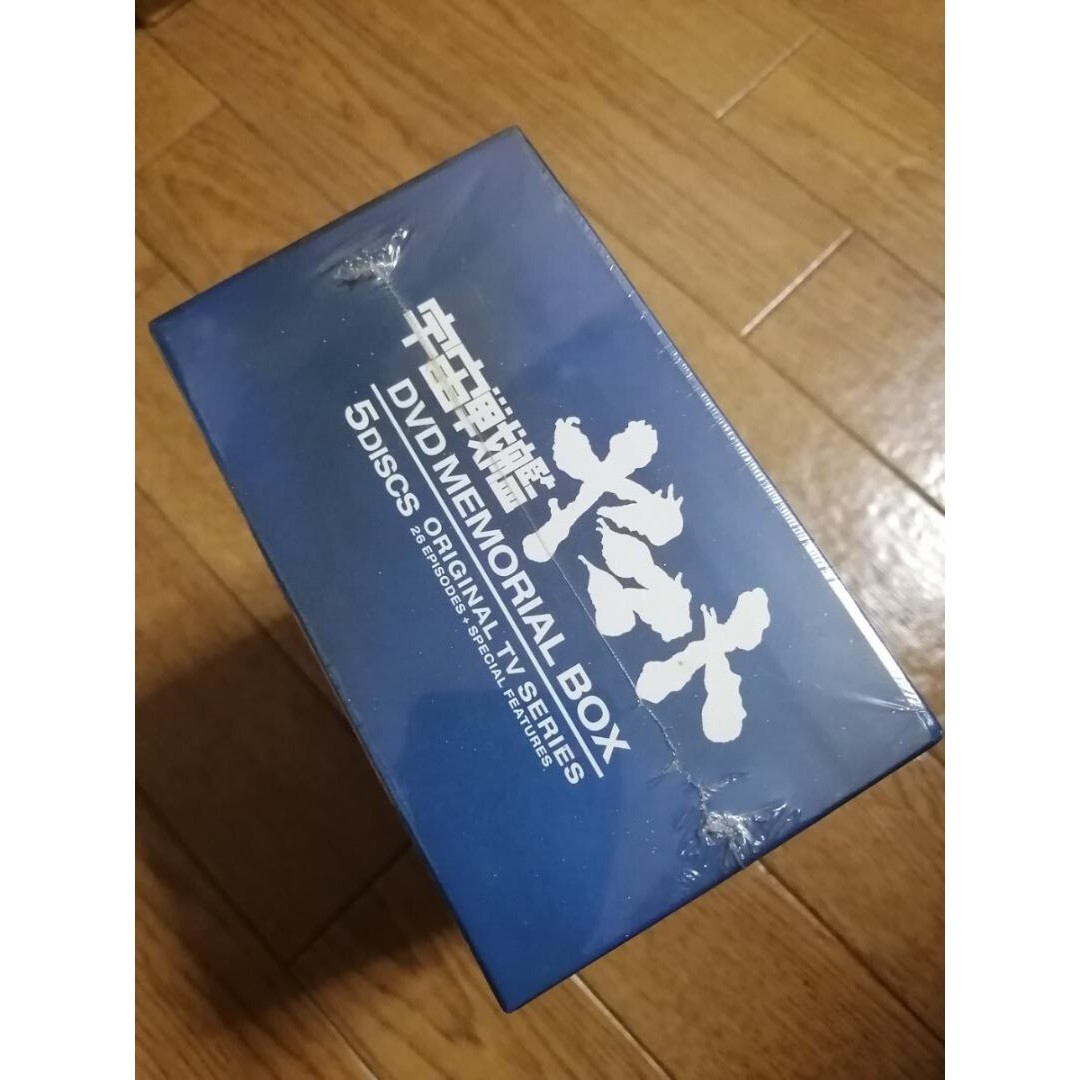 宇宙戦艦
ヤマト
DVD MEMORIAL BOX
5DISCS
ORIGINAL TV SERIES
26 EPISODES + SPECIAL FEATURES.